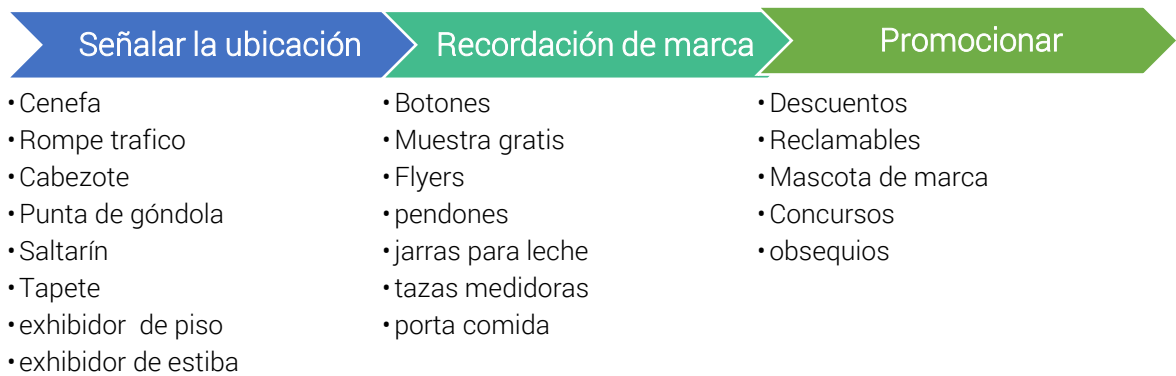 Señalar la ubicación
• Cenefa
• Rompe trafico
• Cabezote
• Punta de góndola
• Saltarín
• Tapete
• exhibidor de piso
• exhibidor de estiba
Recordación de marca
• Botones
• Muestra gratis
• Flyers
• pendones
• jarras para leche
• tazas medidoras
• porta comida
Promocionar
• Descuentos
• Reclamables
• Mascota de marca
• Concursos
• obsequios